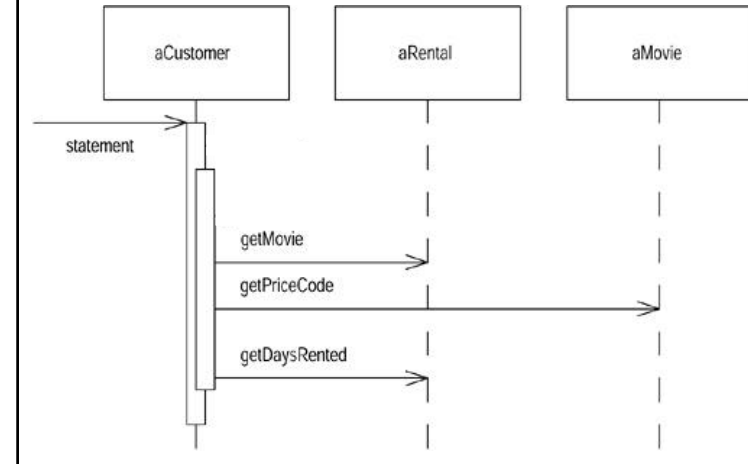 aCustomer
aRental
aMovie
statement
getMovie
getPriceCode
getDaysRented